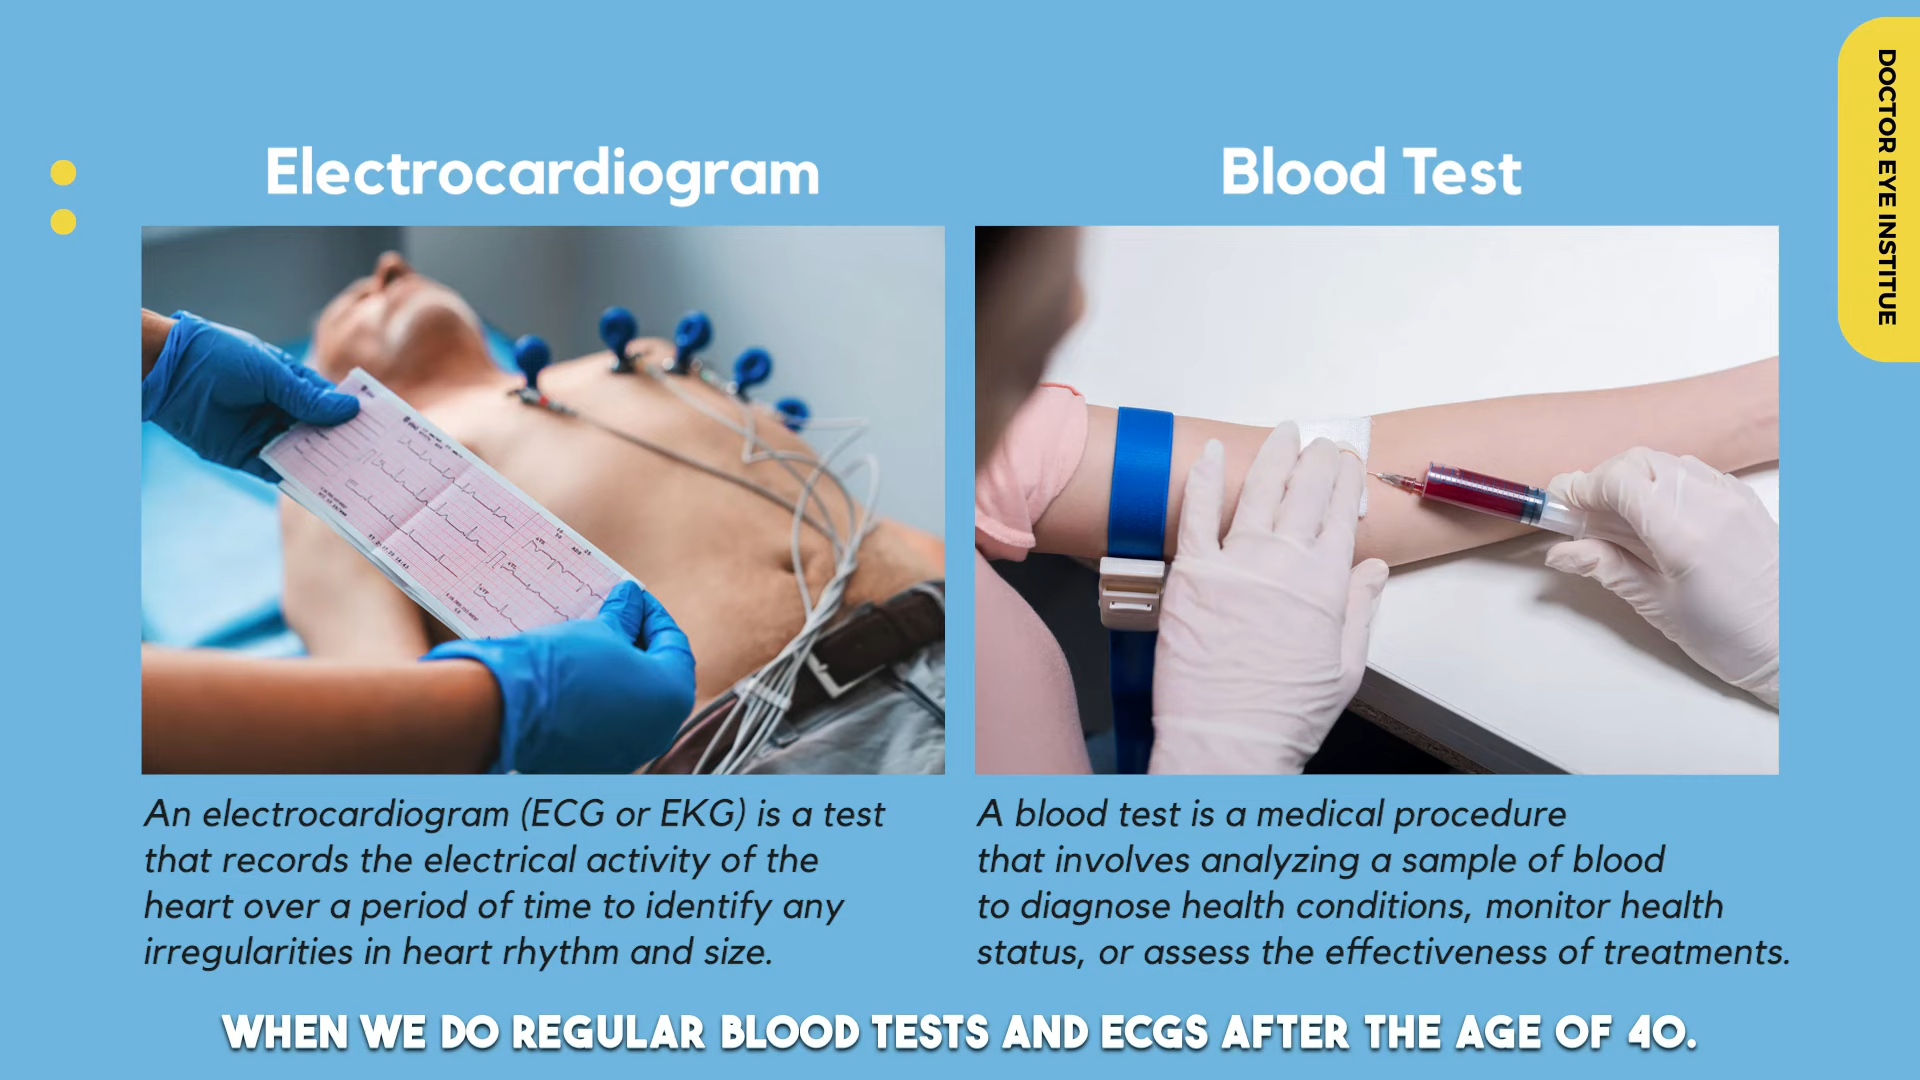 Electrocardiogram
Blood Test
An electrocardiogram (ECG or EKG) is a test
that records the electrical activity of the
heart over a period of time to identify any
irregularities in heart rhythm and size.
A blood test is a medical procedure
that involves analyzing a sample of blood
to diagnose health conditions, monitor health
status, or assess the effectiveness of treatments.
WHEN WE DO REGULAR BLOOD TESTS AND ECGS AFTER THE AGE OF 40.
DOCTOR EYE INSTITUE